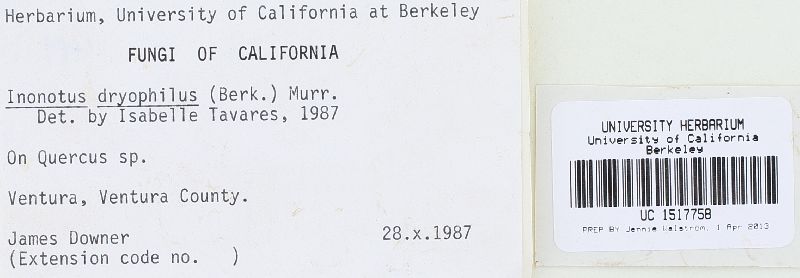 Herbarium, University of California at Berkeley
FUNGI OF CALIFORNIA
Inonotus dryophilus (Berk.) Murr.
Det. by Isabelle Tavares, 1987
On Quercus sp.
Ventura, Ventura County.
James Downer 28.x.1987
(Extension code no. )
UNIVERSITY HERBARIUM
University of California
Berkeley
UC 1517758
PREP BY Jennie Walstrom, 1 Apr 2013